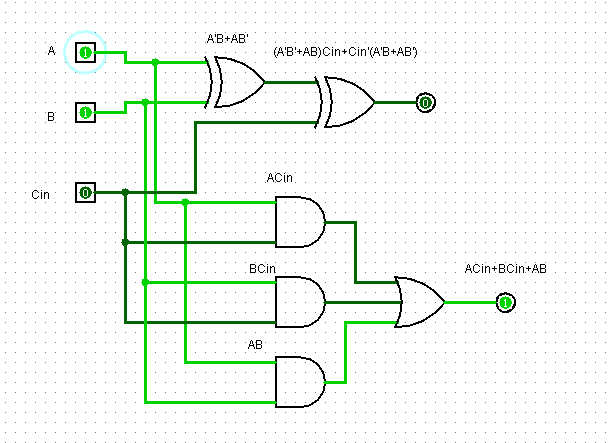 A'B+AB'
(A'B'+AB)Cin+Cin'(A'B+AB')
A
1
B
1
0
Cin
0
ACin
BCin
ACin+BCin+AB
1
AB